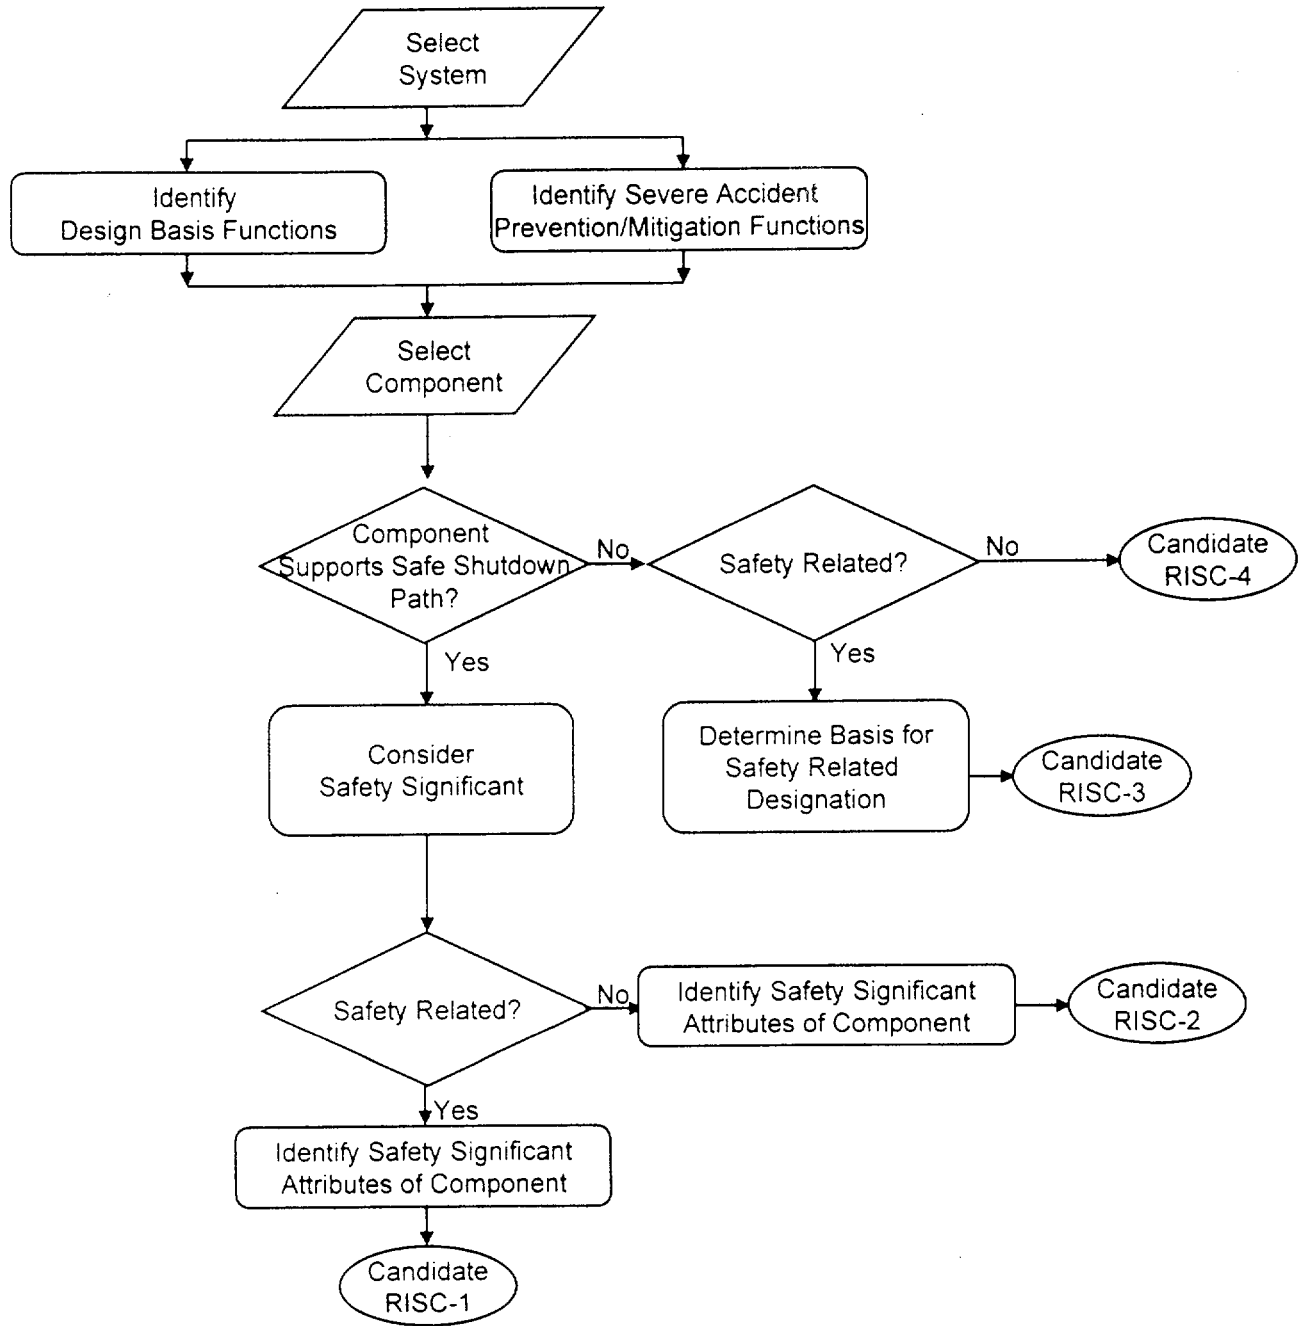 Select
System
Identify
Design Basis Functions
Identify Severe Accident
Prevention/Mitigation Functions
Select
Component
Component
Supports Safe Shutdown
Path?
No
Safety Related?
No
Candidate
RISC-4
Yes
Yes
Consider
Safety Significant
Determine Basis for
Safety Related
Designation
Candidate
RISC-3
Safety Related?
No
Identify Safety Significant
Attributes of Component
Candidate
RISC-2
Yes
Identify Safety Significant
Attributes of Component
Candidate
RISC-1